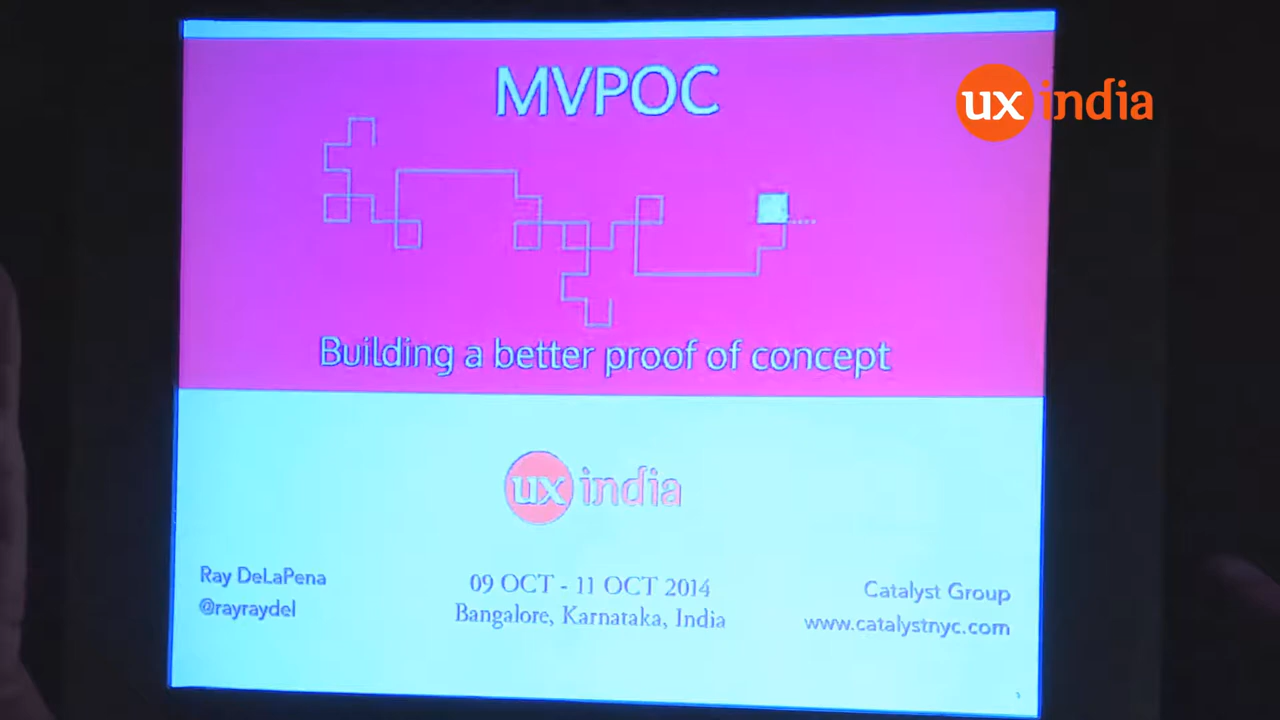 MVPOC
ux india
Building a better proof of concept
ux india
Ray DeLaPena
@rayraydel
09 OCT - 11 OCT 2014
Bangalore, Karnataka, India
Catalyst Group
www.catalystnyc.com